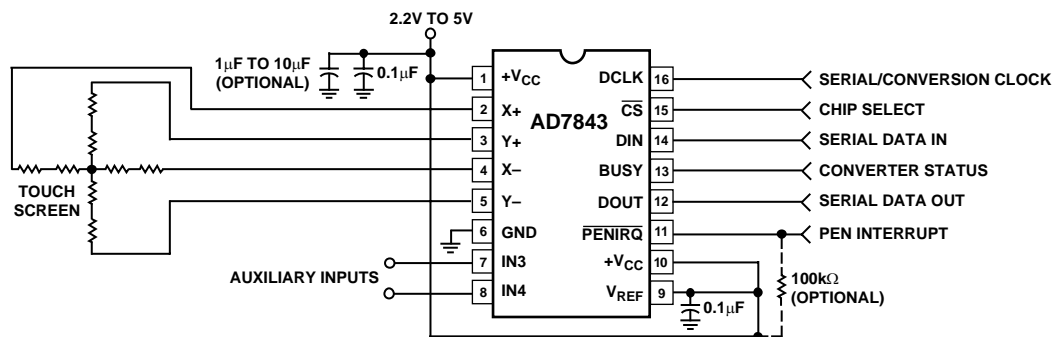 2.2V TO 5V
1μF TO 10μF
(OPTIONAL)
0.1μF
TOUCH
SCREEN
AUXILIARY INPUTS
AD7843
1 +VCC
2 X+
3 Y+
4 X–
5 Y–
6 GND
7 IN3
8 IN4
DCLK 16 SERIAL/CONVERSION CLOCK
CS 15 CHIP SELECT
DIN 14 SERIAL DATA IN
BUSY 13 CONVERTER STATUS
DOUT 12 SERIAL DATA OUT
PENIRQ 11 PEN INTERRUPT
+VCC 10
VREF 9
0.1μF
100kΩ
(OPTIONAL)